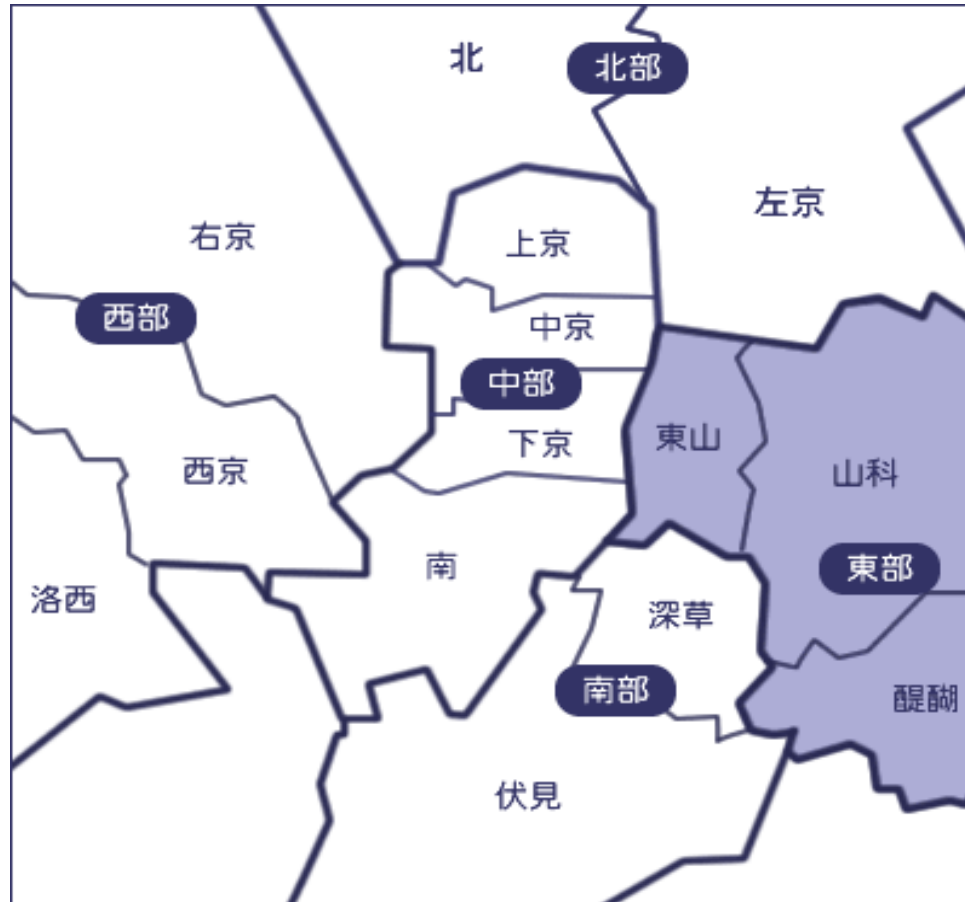 北
北部
左京
右京
上京
西部
中京
中部
東山
下京
西京
山科
南
東部
洛西
深草
南部
醍醐
伏見